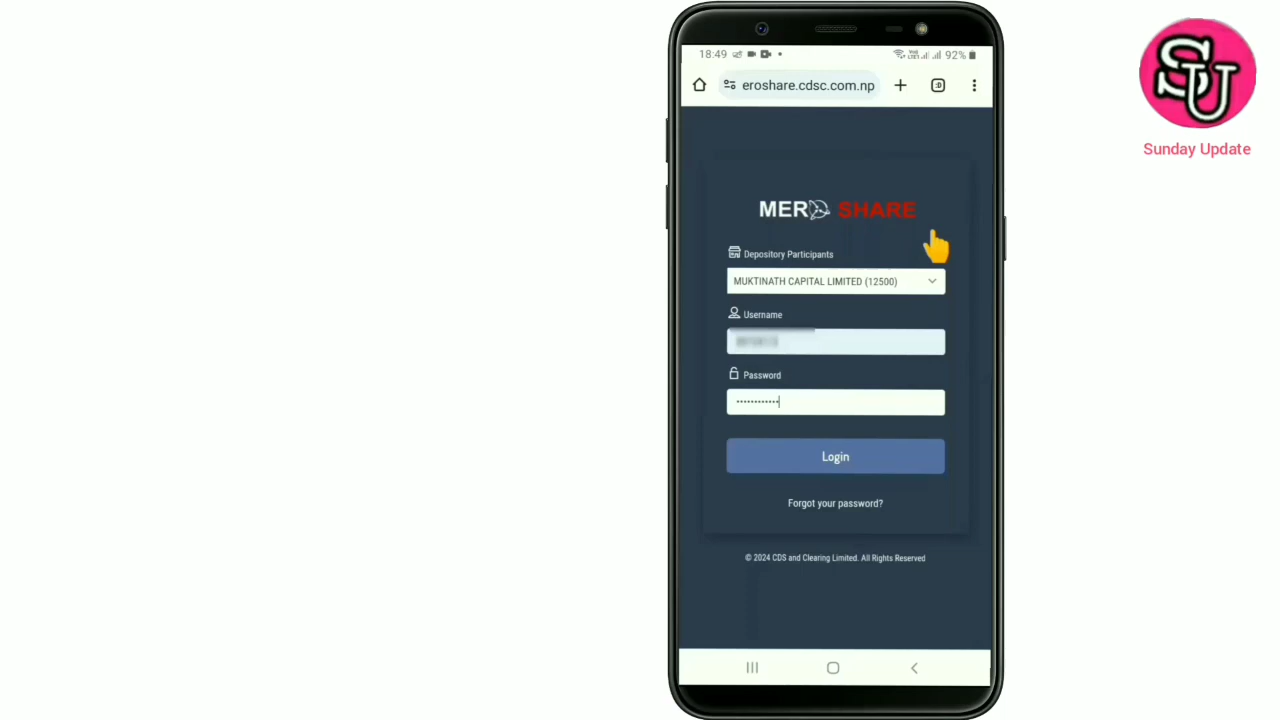 SU
Sunday Update
18:49
92%
eroshare.cdsc.com.np
:D
MERO SHARE
Depository Participants
MUKTINATH CAPITAL LIMITED (12500)
Username
Password
Login
Forgot your password?
© 2024 CDS and Clearing Limited. All Rights Reserved